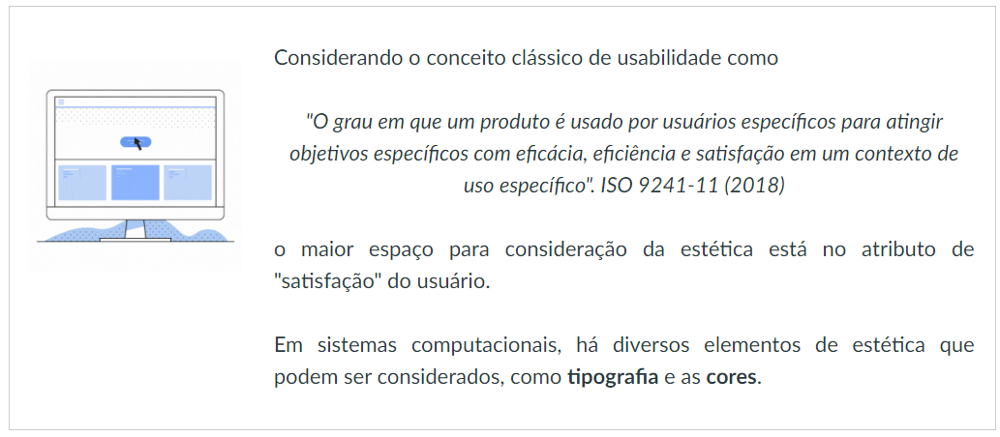 Considerando o conceito clássico de usabilidade como
"O grau em que um produto é usado por usuários específicos para atingir
objetivos específicos com eficácia, eficiência e satisfação em um contexto de
uso específico". ISO 9241-11 (2018)
o maior espaço para consideração da estética está no atributo de
"satisfação" do usuário.
Em sistemas computacionais, há diversos elementos de estética que
podem ser considerados, como tipografia e as cores.